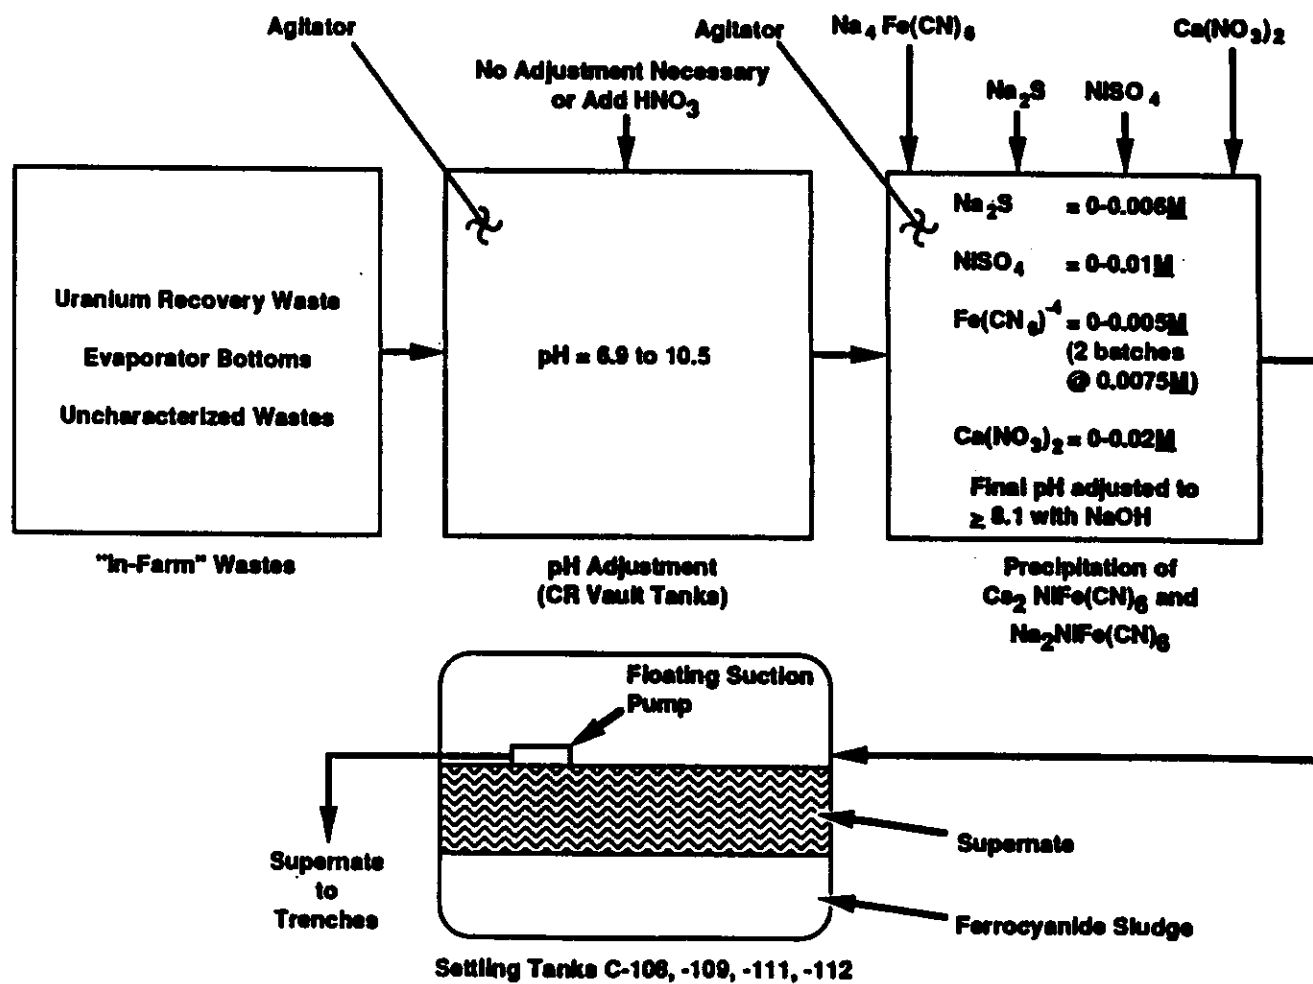 Agitator
No Adjustment Necessary
or Add HNO3
Agitator
Na4 Fe(CN)6
Na2S
NiSO4
Ca(NO3)2
Uranium Recovery Waste
Evaporator Bottoms
Uncharacterized Wastes
pH = 6.9 to 10.5
Na2S = 0-0.006M
NiSO4 = 0-0.01M
Fe(CN6)-4 = 0-0.005M
(2 batches
@ 0.0075M)
Ca(NO3)2 = 0-0.02M
Final pH adjusted to
≥ 8.1 with NaOH
"In-Farm" Wastes
pH Adjustment
(CR Vault Tanks)
Precipitation of
Cs2 NiFe(CN)6 and
Na2NiFe(CN)6
Floating Suction
Pump
Supernate
to
Trenches
Supernate
Ferrocyanide Sludge
Settling Tanks C-108, -109, -111, -112